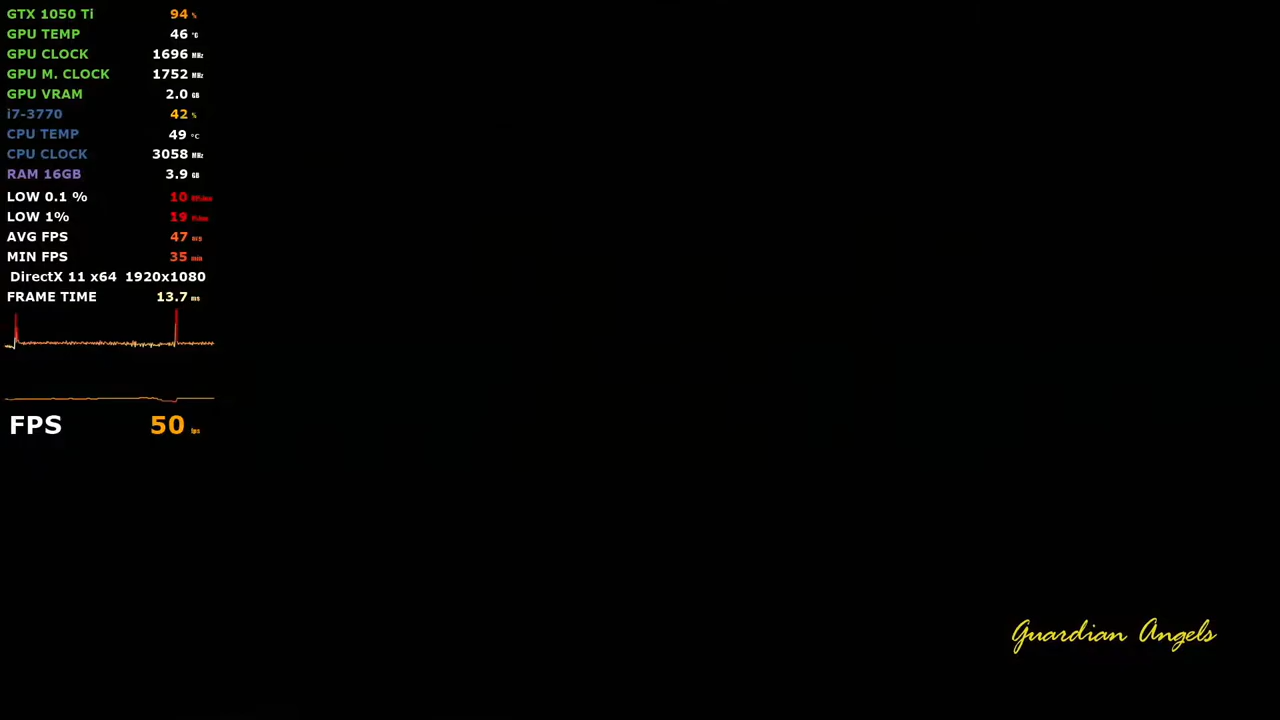 GTX 1050 Ti 94 %
GPU TEMP 46 °C
GPU CLOCK 1696 MHz
GPU M. CLOCK 1752 MHz
GPU VRAM 2.0 GB
i7-3770 42 %
CPU TEMP 49 °C
CPU CLOCK 3058 MHz
RAM 16GB 3.9 GB
LOW 0.1 % 10
LOW 1% 19
AVG FPS 47 avg
MIN FPS 35 min
DirectX 11 x64 1920x1080
FRAME TIME 13.7 ms
FPS 50 fps
Guardian Angels